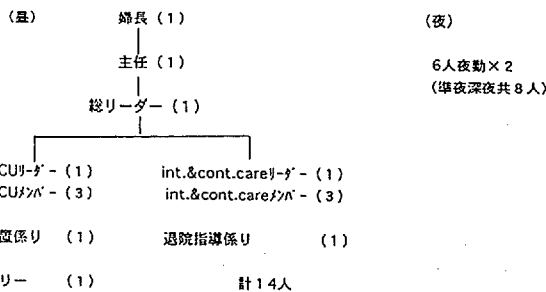 (昼)
婦長 (1)
(夜)
主任 (1)
6人夜勤×2
(準夜深夜共8人)
総リーダー (1)
CUﾘｰﾀﾞｰ (1)
int.&cont.careﾘｰﾀﾞｰ (1)
CUﾒﾝﾊﾞｰ (3)
int.&cont.careﾒﾝﾊﾞｰ (3)
置係り (1)
退院指導係り (1)
リー (1)
計14人